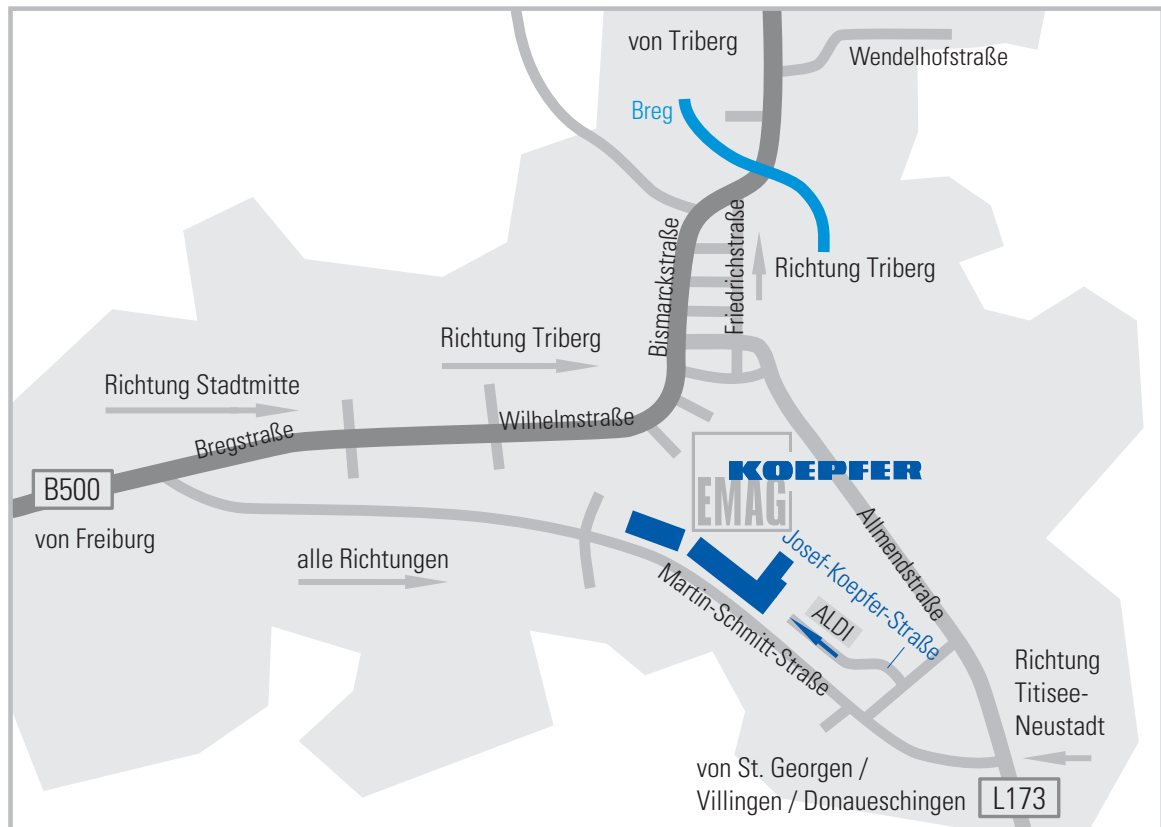 von Triberg
Wendelhofstraße
Breg
Richtung Triberg
Friedrichstraße
Bismarckstraße
Richtung Triberg
Richtung Stadtmitte
Wilhelmstraße
Bregstraße
KOEPFER
EMAG
B500
von Freiburg
alle Richtungen
Allmendstraße
Josef-Koepfer-Straße
Martin-Schmitt-Straße
ALDI
Richtung
Titisee-
Neustadt
von St. Georgen /
Villingen / Donaueschingen
L173